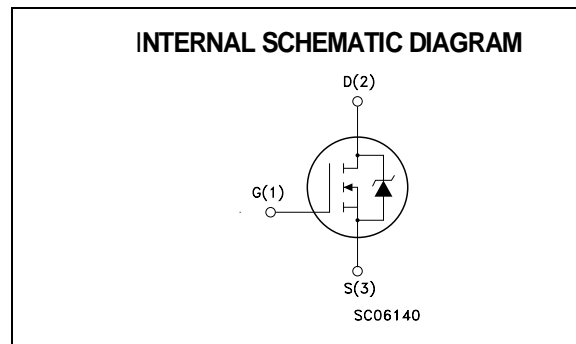 INTERNAL SCHEMATIC DIAGRAM
D(2)
G(1)
S(3)
SC06140